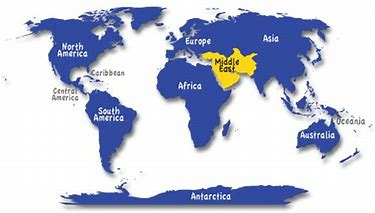 North
America
Europe
Asia
Middle
East
Caribbean
Central
America
Africa
South
America
Oceania
Australia
Antarctica